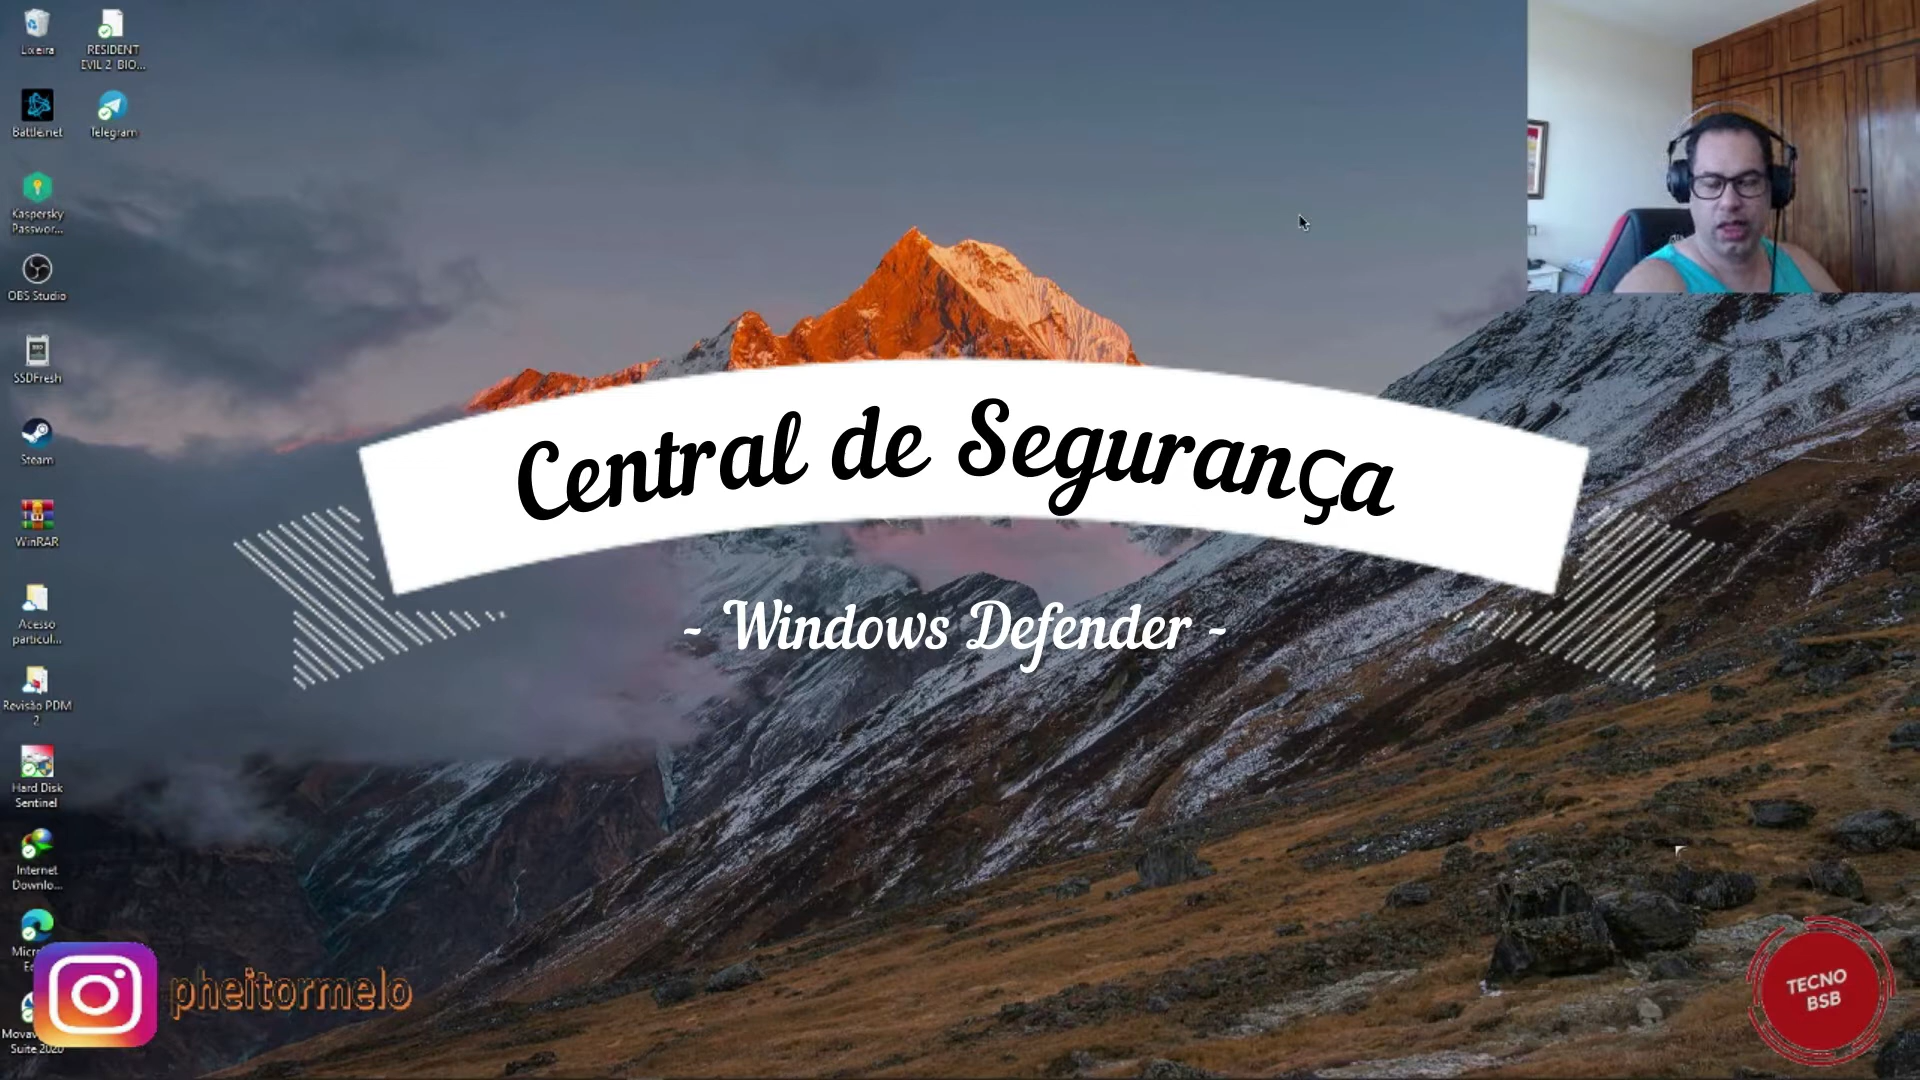 Lixeira
RESIDENT
EVIL 2 BIO...
Battle.net
Telegram
Kaspersky
Passwor...
OBS Studio
SSDFresh
Steam
WinRAR
Acesso
particul...
Revisão PDM
2
Hard Disk
Sentinel
Internet
Downlo...
Central de Segurança
- Windows Defender -
pheitormelo
Suite 2020
TECNO
BSB